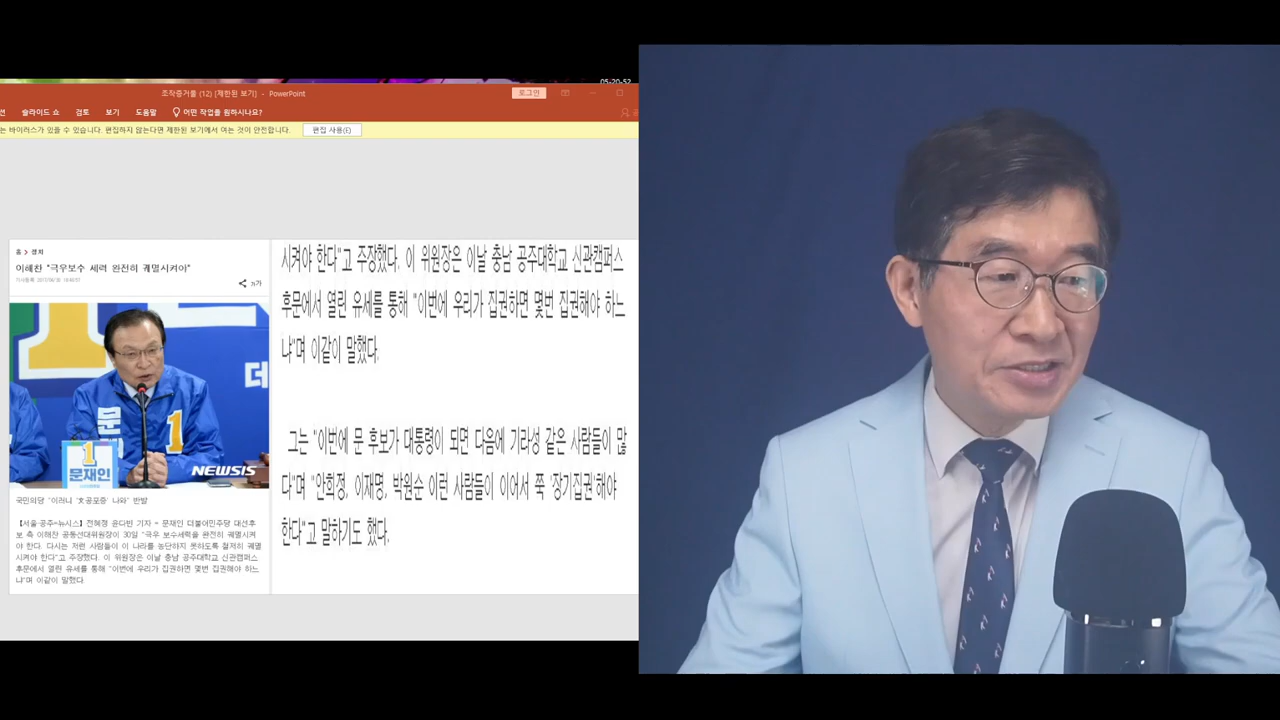 05-20-52
조작증거물 (12) [제한된 보기] - PowerPoint
로그인
션 슬라이드 쇼 검토 보기 도움말 어떤 작업을 원하시나요?
는 바이러스가 있을 수 있습니다. 편집하지 않는다면 제한된 보기에서 여는 것이 안전합니다. 편집 사용(E)
홈 > 정치
이해찬 "극우보수 세력 완전히 궤멸시켜야"
가가
1
데
문
1
1
문재인
NEWSIS
국민의당 "이러니 '文공포증' 나와" 반발
【서울·공주=뉴시스】전혜정 윤다빈 기자 = 문재인 더불어민주당 대선후
보 측 이해찬 공동선대위원장이 30일 "극우 보수세력을 완전히 궤멸시켜
야 한다. 다시는 저런 사람들이 이 나라를 농단하지 못하도록 철저히 궤멸
시켜야 한다"고 주장했다. 이 위원장은 이날 충남 공주대학교 신관캠퍼스
후문에서 열린 유세를 통해 "이번에 우리가 집권하면 몇번 집권해야 하느
냐"며 이같이 말했다.
시켜야 한다"고 주장했다. 이 위원장은 이날 충남 공주대학교 신관캠퍼스
후문에서 열린 유세를 통해 "이번에 우리가 집권하면 몇번 집권해야 하느
냐"며 이같이 말했다.
그는 "이번에 문 후보가 대통령이 되면 다음에 기라성 같은 사람들이 많
다"며 "안희정, 이재명, 박원순 이런 사람들이 이어서 쭉 '장기집권'해야
한다"고 말하기도 했다.